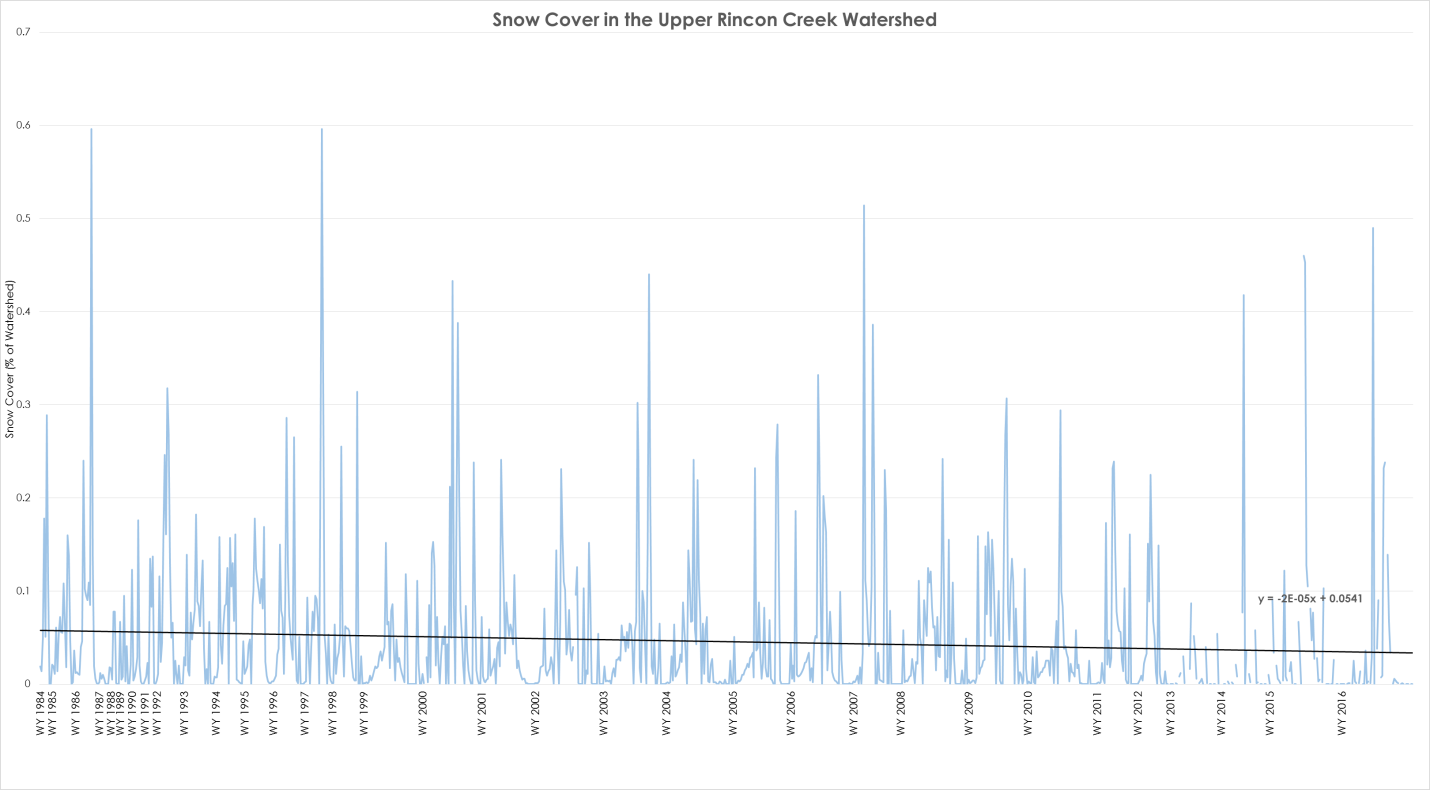 Snow Cover in the Upper Rincon Creek Watershed
0.7
0.6
0.5
0.4
0.3
0.2
0.1
0
Snow Cover (% of Watershed)
y = -2E-05x + 0.0541
WY 1984
WY 1985
WY 1986
WY 1987
WY 1988
WY 1989
WY 1990
WY 1991
WY 1992
WY 1993
WY 1994
WY 1995
WY 1996
WY 1997
WY 1998
WY 1999
WY 2000
WY 2001
WY 2002
WY 2003
WY 2004
WY 2005
WY 2006
WY 2007
WY 2008
WY 2009
WY 2010
WY 2011
WY 2012
WY 2013
WY 2014
WY 2015
WY 2016